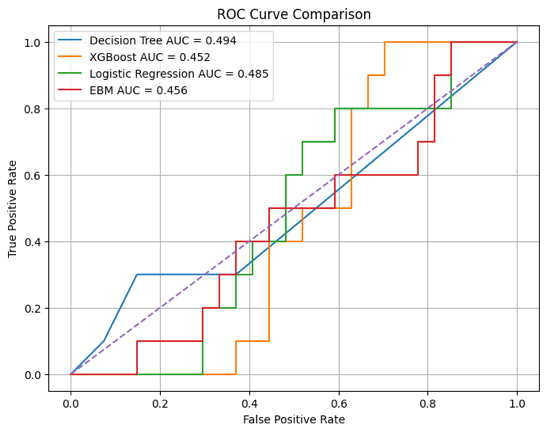 ROC Curve Comparison
Decision Tree AUC = 0.494
XGBoost AUC = 0.452
Logistic Regression AUC = 0.485
EBM AUC = 0.456
True Positive Rate
1.0
0.8
0.6
0.4
0.2
0.0
0.0 0.2 0.4 0.6 0.8 1.0
False Positive Rate